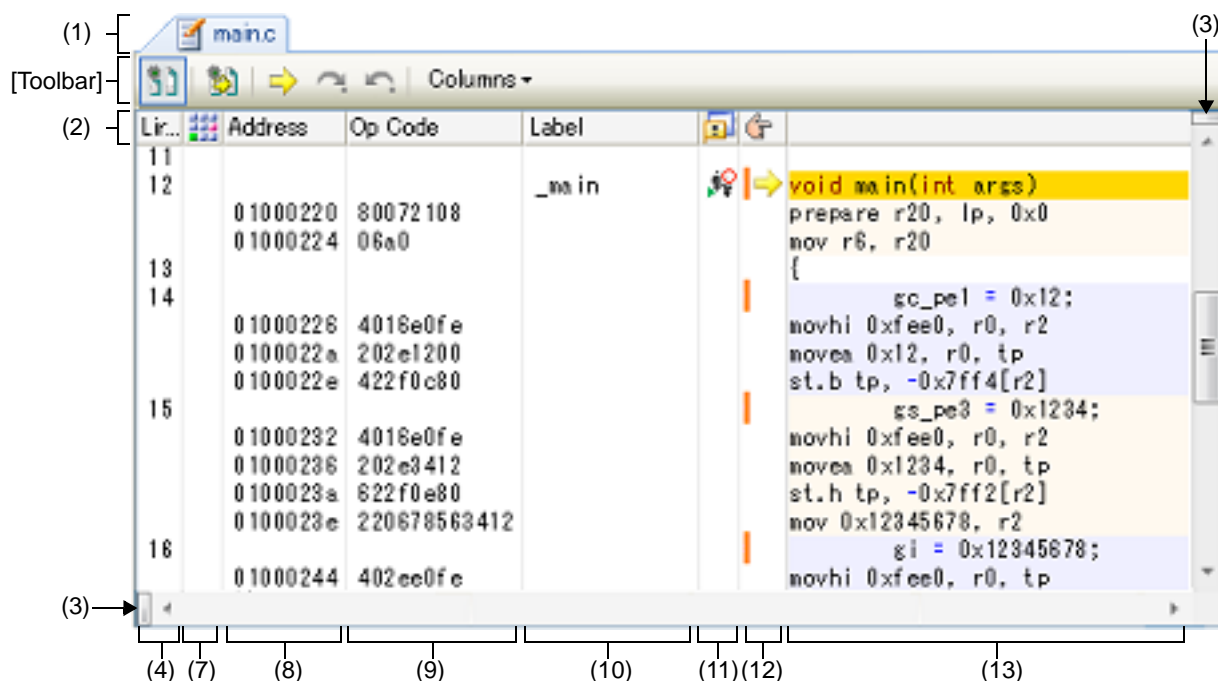 (1)
main.c
(3)
[Toolbar]
Columns
(2)
Lir... Address Op Code Label
11
12 _main void main(int args)
01000220 80072108 prepare r20, lp, 0x0
01000224 06a0 mov r6, r20
13 {
14 gc_pe1 = 0x12;
01000226 4016e0fe movhi 0xfee0, r0, r2
0100022a 202e1200 movea 0x12, r0, tp
0100022e 422f0c80 st.b tp, -0x7ff4[r2]
15 gs_pe3 = 0x1234;
01000232 4016e0fe movhi 0xfee0, r0, r2
01000236 202e3412 movea 0x1234, r0, tp
0100023a 622f0e80 st.h tp, -0x7ff2[r2]
0100023e 220678563412 mov 0x12345678, r2
16 gi = 0x12345678;
01000244 402ee0fe movhi 0xfee0, r0, tp
(3)
(4) (7) (8) (9) (10) (11) (12) (13)